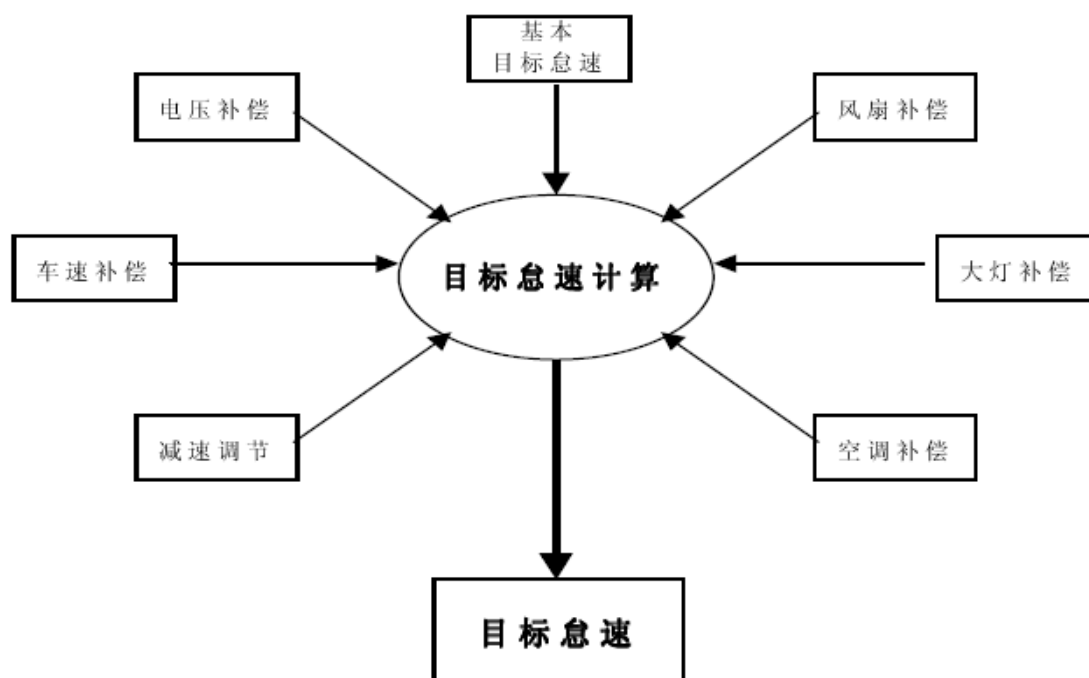 基本
目标怠速
电压补偿
风扇补偿
车速补偿
目标怠速计算
大灯补偿
减速调节
空调补偿
目标怠速